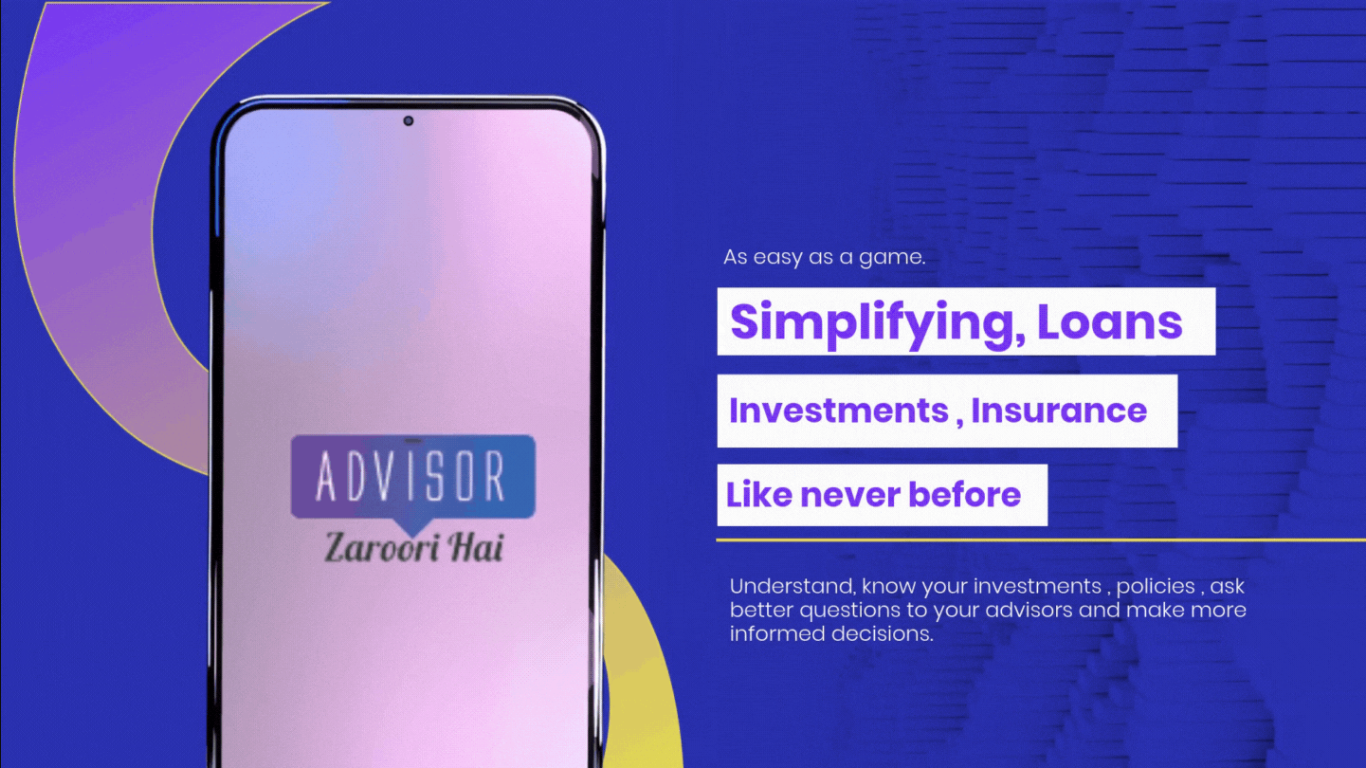 ADVISOR
Zaroori Hai
As easy as a game.
Simplifying, Loans
Investments , Insurance
Like never before
Understand, know your investments , policies , ask
better questions to your advisors and make more
informed decisions.